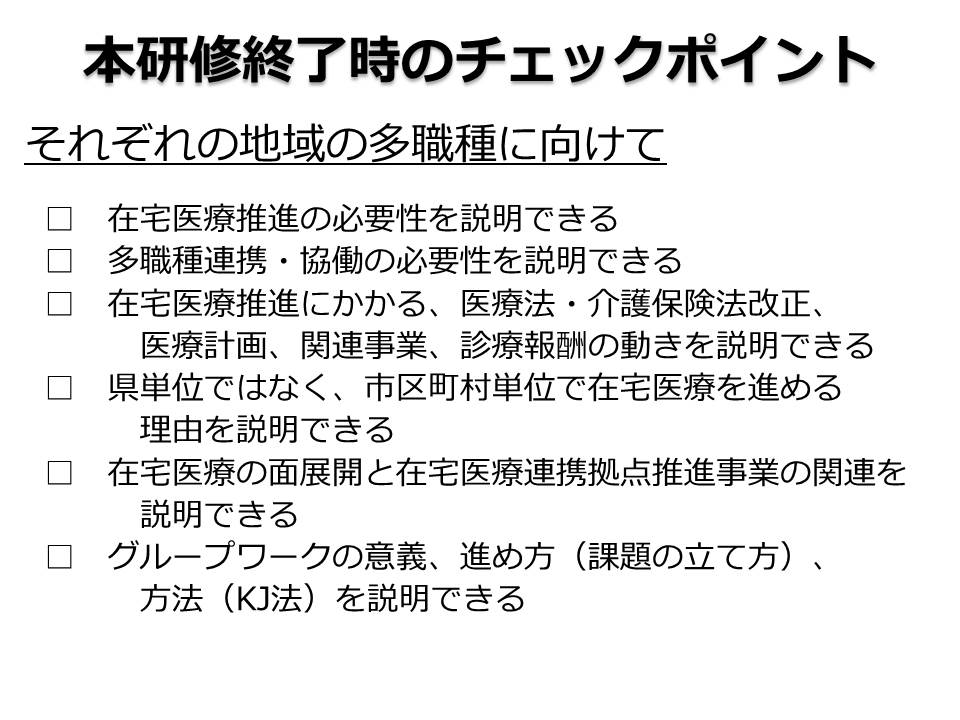 本研修終了時のチェックポイント
それぞれの地域の多職種に向けて
□　在宅医療推進の必要性を説明できる
□　多職種連携・協働の必要性を説明できる
□　在宅医療推進にかかる、医療法・介護保険法改正、
医療計画、関連事業、診療報酬の動きを説明できる
□　県単位ではなく、市区町村単位で在宅医療を進める
理由を説明できる
□　在宅医療の面展開と在宅医療連携拠点推進事業の関連を
説明できる
□　グループワークの意義、進め方（課題の立て方）、
方法（KJ法）を説明できる